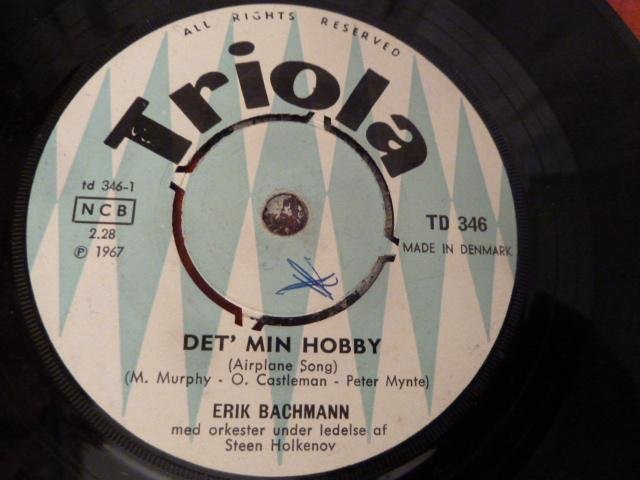 ALL RIGHTS RESERVED
Triola
td 346-1
NCB
2.28
℗ 1967
TD 346
MADE IN DENMARK
DET' MIN HOBBY
(Airplane Song)
(M. Murphy - O. Castleman - Peter Mynte)
ERIK BACHMANN
med orkester under ledelse af
Steen Holkenov